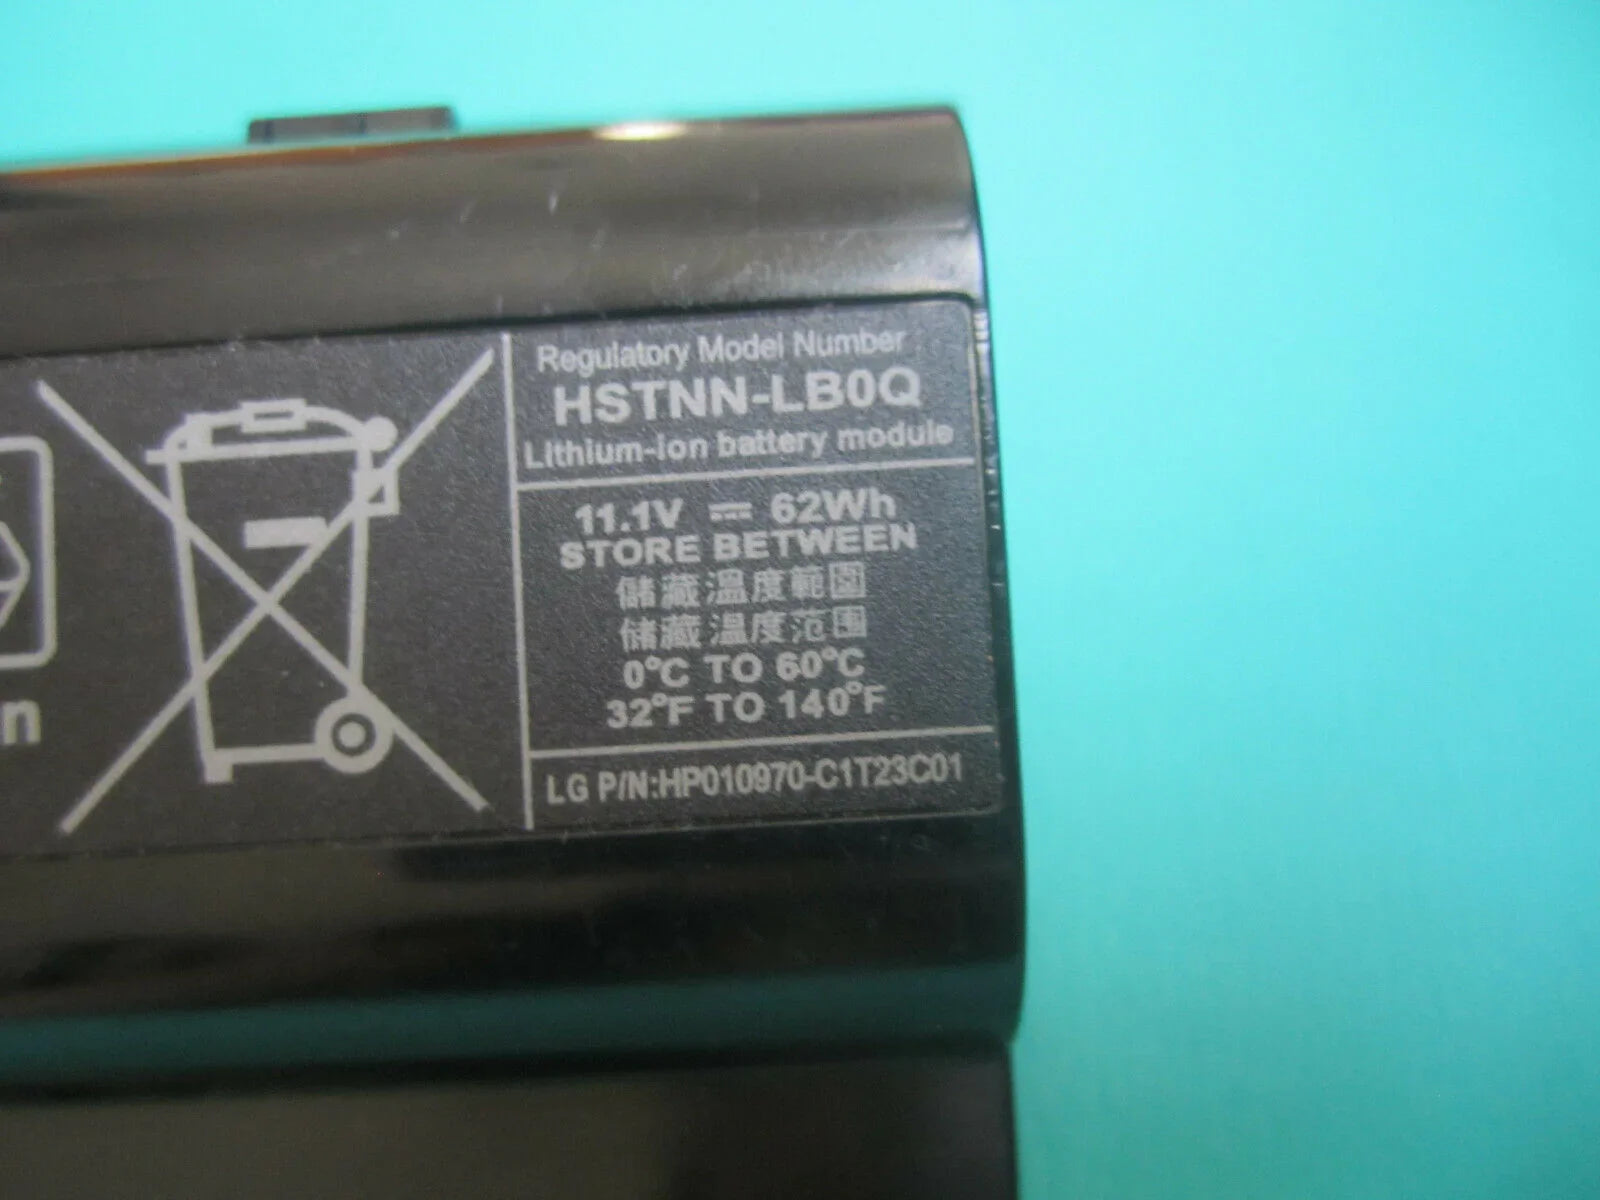 n
Regulatory Model Number
HSTNN-LB0Q
Lithium-ion battery module
11.1V ⎓ 62Wh
STORE BETWEEN
儲藏溫度範圍
储藏溫度范围
0°C TO 60°C
32°F TO 140°F
LG P/N:HP010970-C1T23C01